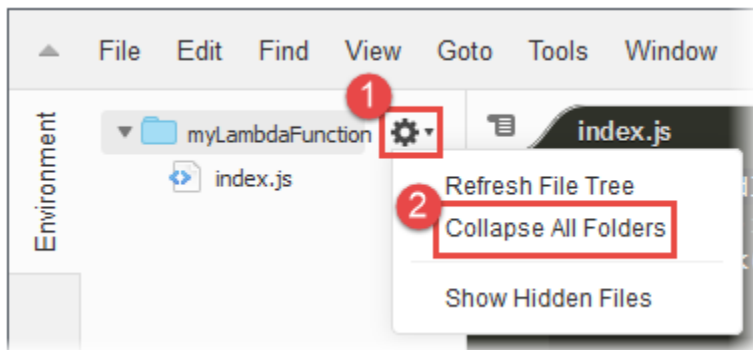 File Edit Find View Goto Tools Window
1
Environment
myLambdaFunction
index.js
index.js
Refresh File Tree
2
Collapse All Folders
Show Hidden Files